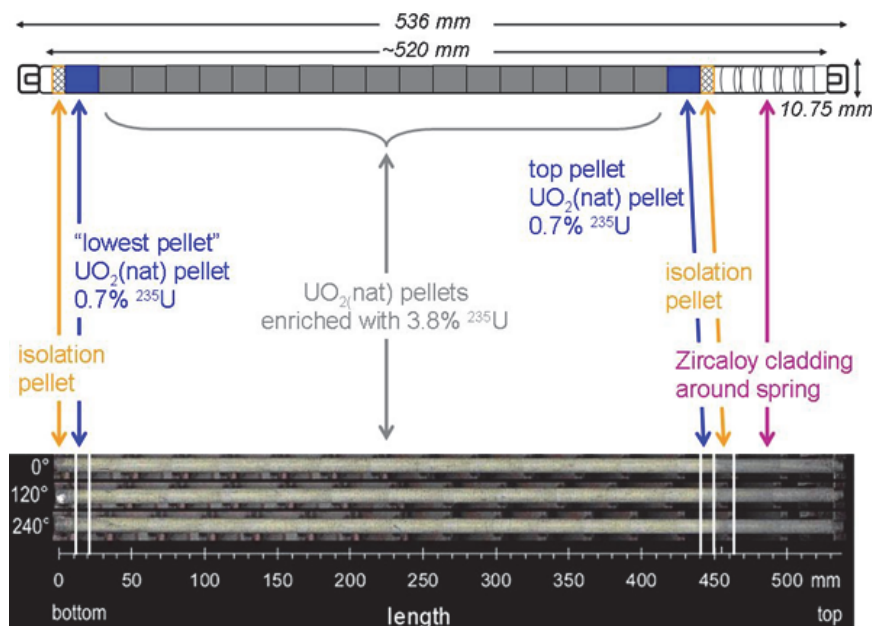 536 mm
~520 mm
10.75 mm
top pellet
UO2(nat) pellet
0.7% 235U
"lowest pellet"
UO2(nat) pellet
0.7% 235U
isolation
pellet
UO2(nat) pellets
enriched with 3.8% 235U
isolation
pellet
Zircaloy cladding
around spring
0°
120°
240°
0 50 100 150 200 250 300 350 400 450 500 mm
bottom length top